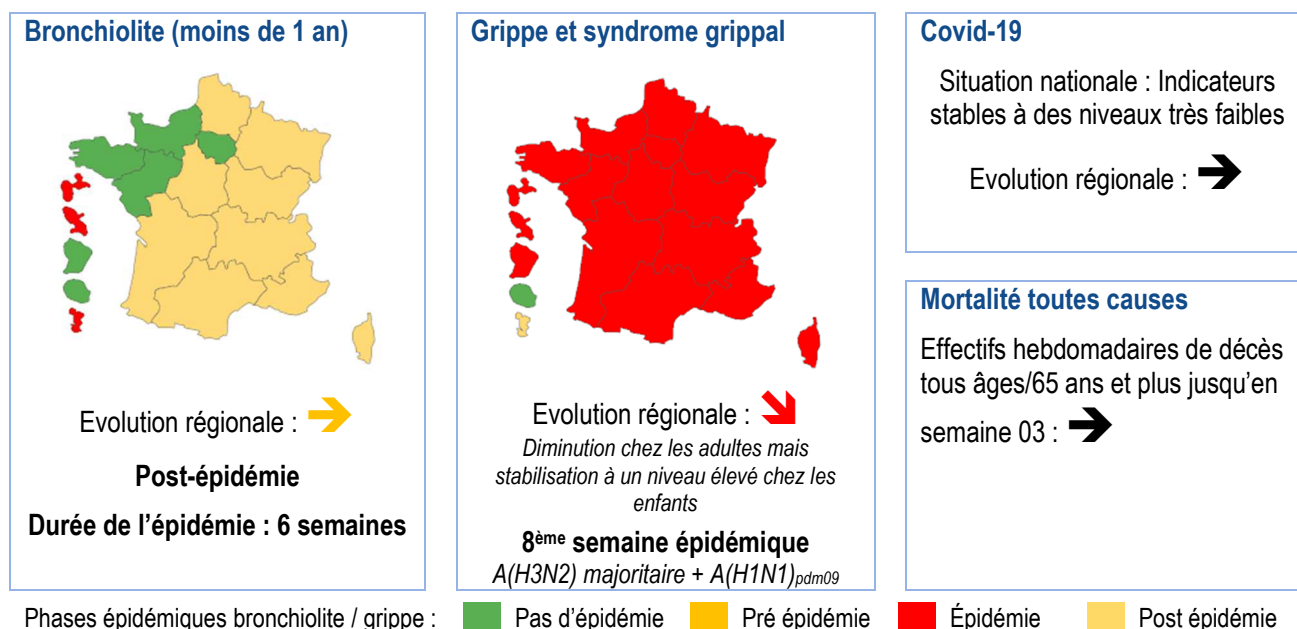 Bronchiolite (moins de 1 an)
Evolution régionale :
Post-épidémie
Durée de l’épidémie : 6 semaines
Grippe et syndrome grippal
Evolution régionale :
Diminution chez les adultes mais
stabilisation à un niveau élevé chez les
enfants
8ème semaine épidémique
A(H3N2) majoritaire + A(H1N1)pdm09
Covid-19
Situation nationale : Indicateurs
stables à des niveaux très faibles
Evolution régionale :
Mortalité toutes causes
Effectifs hebdomadaires de décès
tous âges/65 ans et plus jusqu’en
semaine 03 :
Phases épidémiques bronchiolite / grippe : Pas d’épidémie Pré épidémie Épidémie Post épidémie